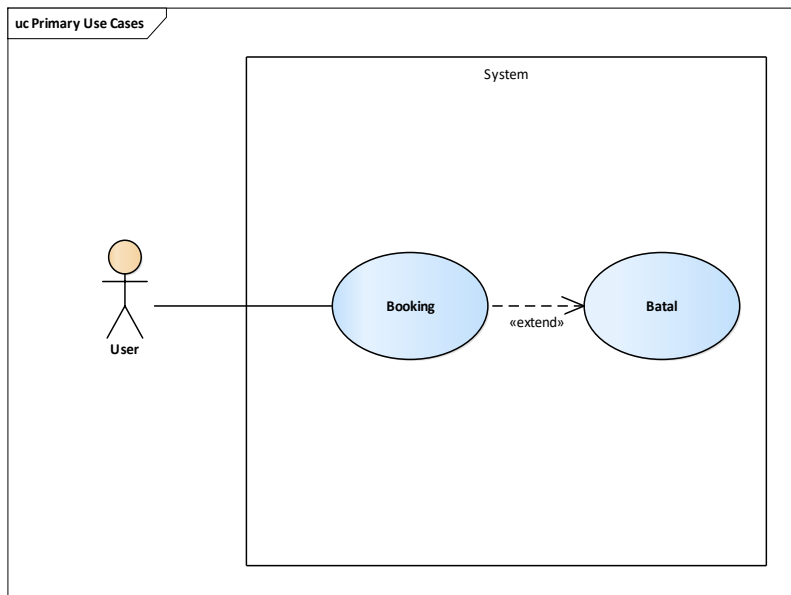 uc Primary Use Cases
System
User
Booking
«extend»
Batal